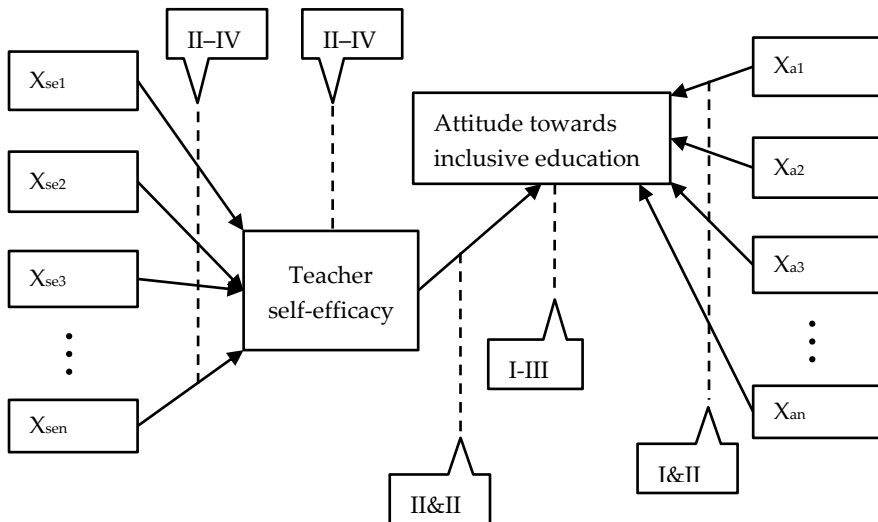 II–IV
II–IV
Xse1
Xa1
Attitude towards
inclusive education
Xse2
Xa2
Xse3
Teacher
self-efficacy
Xa3
I-III
Xsen
Xan
II&II
I&II